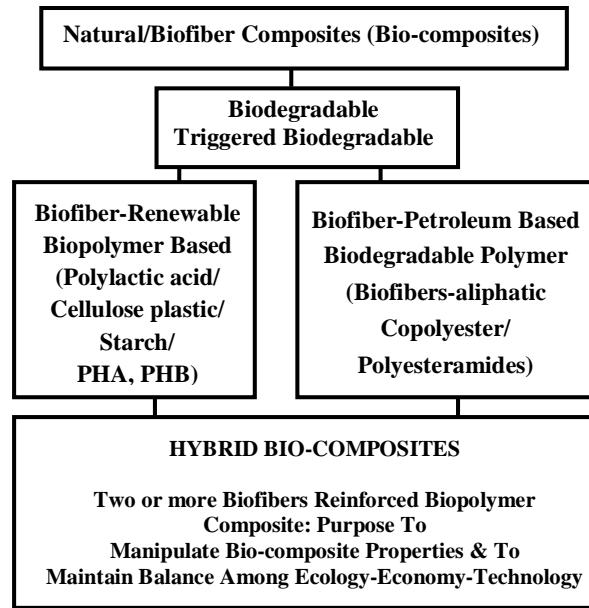 Natural/Biofiber Composites (Bio-composites)
Biodegradable
Triggered Biodegradable
Biofiber-Renewable
Biopolymer Based
(Polylactic acid/
Cellulose plastic/
Starch/
PHA, PHB)
Biofiber-Petroleum Based
Biodegradable Polymer
(Biofibers-aliphatic
Copolyester/
Polyesteramides)
HYBRID BIO-COMPOSITES
Two or more Biofibers Reinforced Biopolymer
Composite: Purpose To
Manipulate Bio-composite Properties & To
Maintain Balance Among Ecology-Economy-Technology